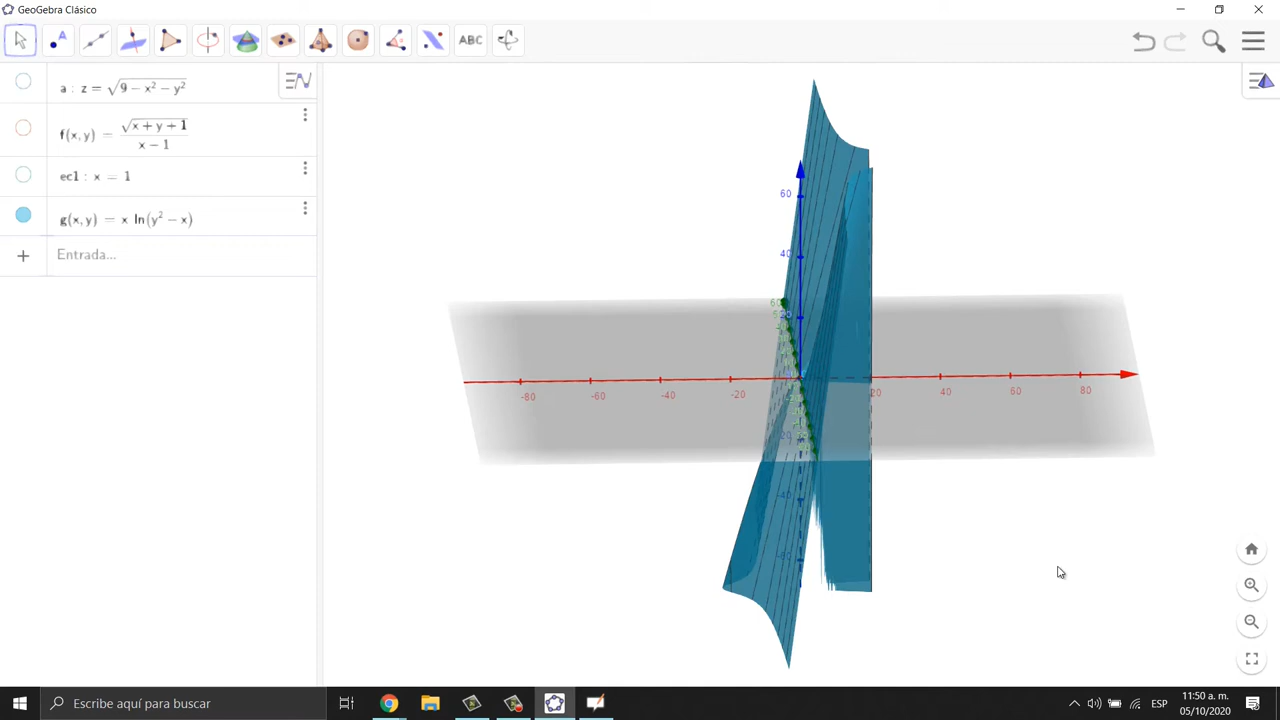 GeoGebra Clásico
ABC
a : z = √(9 − x² − y²)
f(x, y) = √(x + y + 1) / (x − 1)
ec1 : x = 1
g(x, y) = x ln(y² − x)
+ Entrada...
60
40
-80 -60 -40 -20 20 40 60 80
-40
Escribe aquí para buscar
ESP
11:50 a. m.
05/10/2020